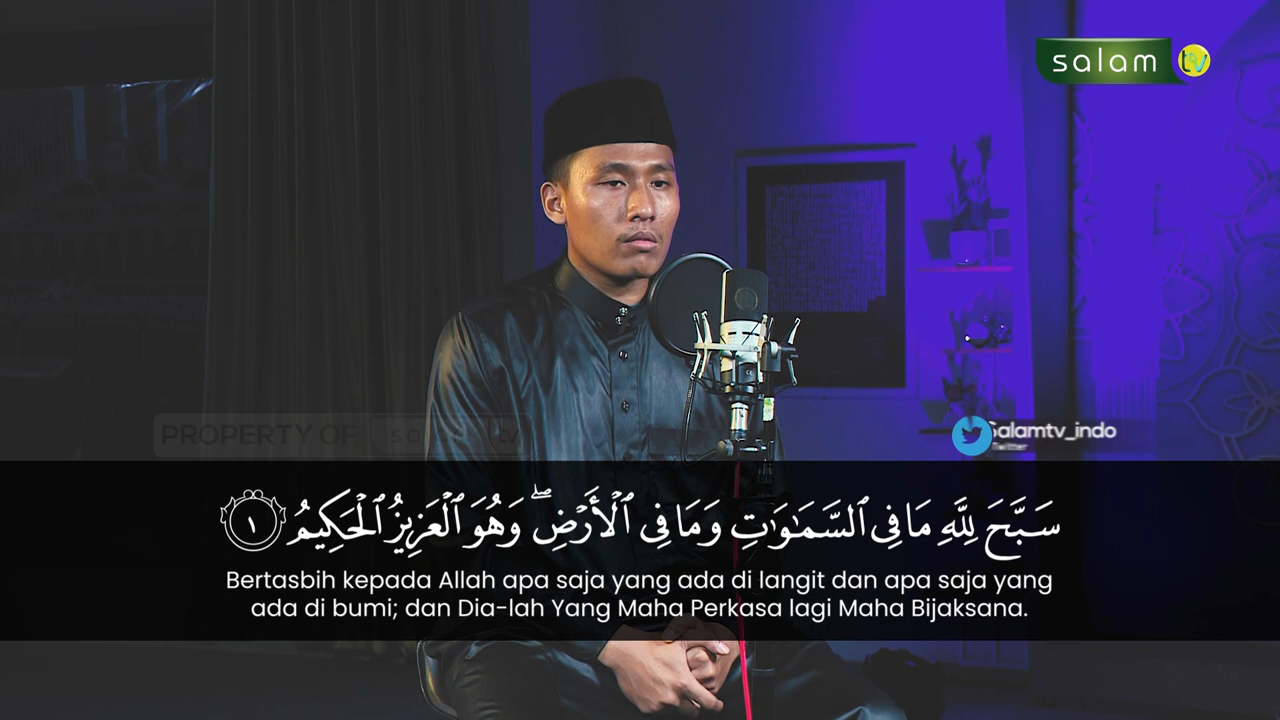 salam tv
PROPERTY OF salam tv
Salamtv_indo
Twitter
سَبَّحَ لِلَّهِ مَا فِى ٱلسَّمَٰوَٰتِ وَمَا فِى ٱلْأَرْضِ ۖ وَهُوَ ٱلْعَزِيزُ ٱلْحَكِيمُ ١
Bertasbih kepada Allah apa saja yang ada di langit dan apa saja yang
ada di bumi; dan Dia-lah Yang Maha Perkasa lagi Maha Bijaksana.